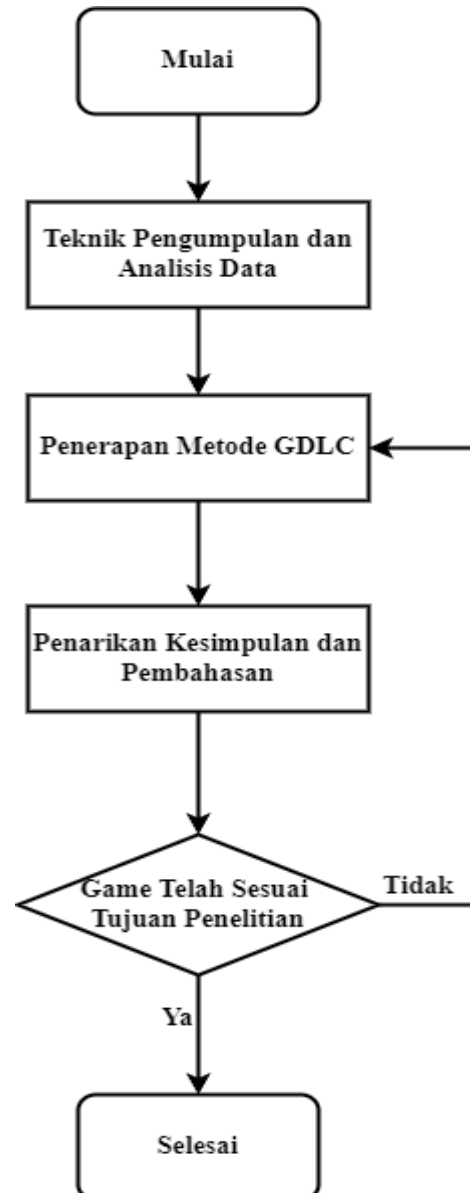 Mulai
Teknik Pengumpulan dan
Analisis Data
Penerapan Metode GDLC
Penarikan Kesimpulan dan
Pembahasan
Game Telah Sesuai
Tujuan Penelitian
Tidak
Ya
Selesai